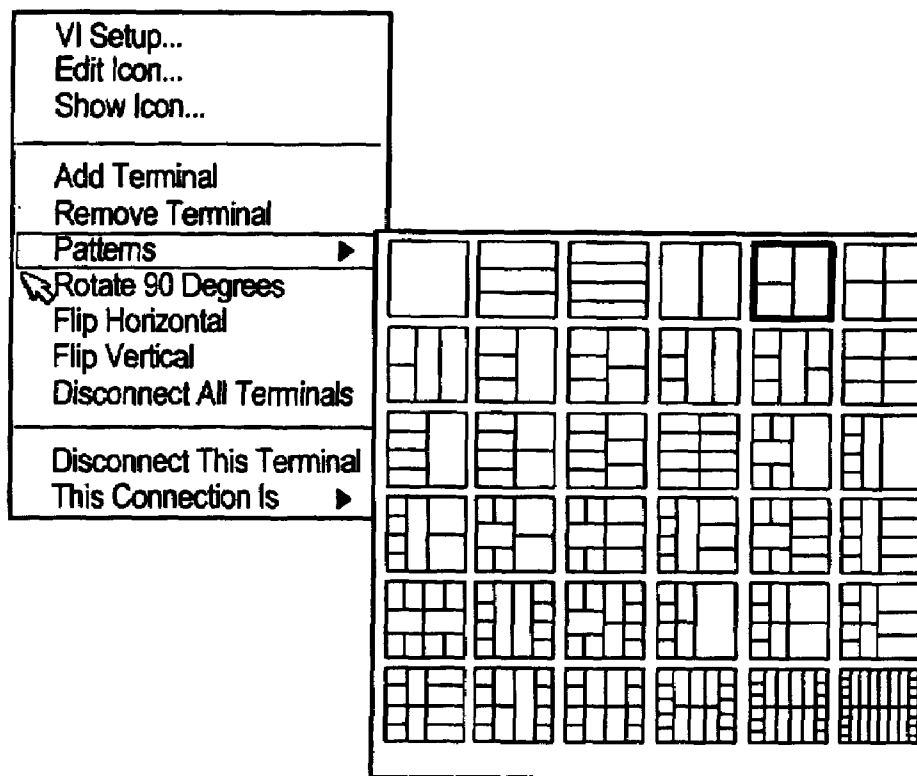 VI Setup...
Edit Icon...
Show Icon...
Add Terminal
Remove Terminal
Patterns
Rotate 90 Degrees
Flip Horizontal
Flip Vertical
Disconnect All Terminals
Disconnect This Terminal
This Connection Is